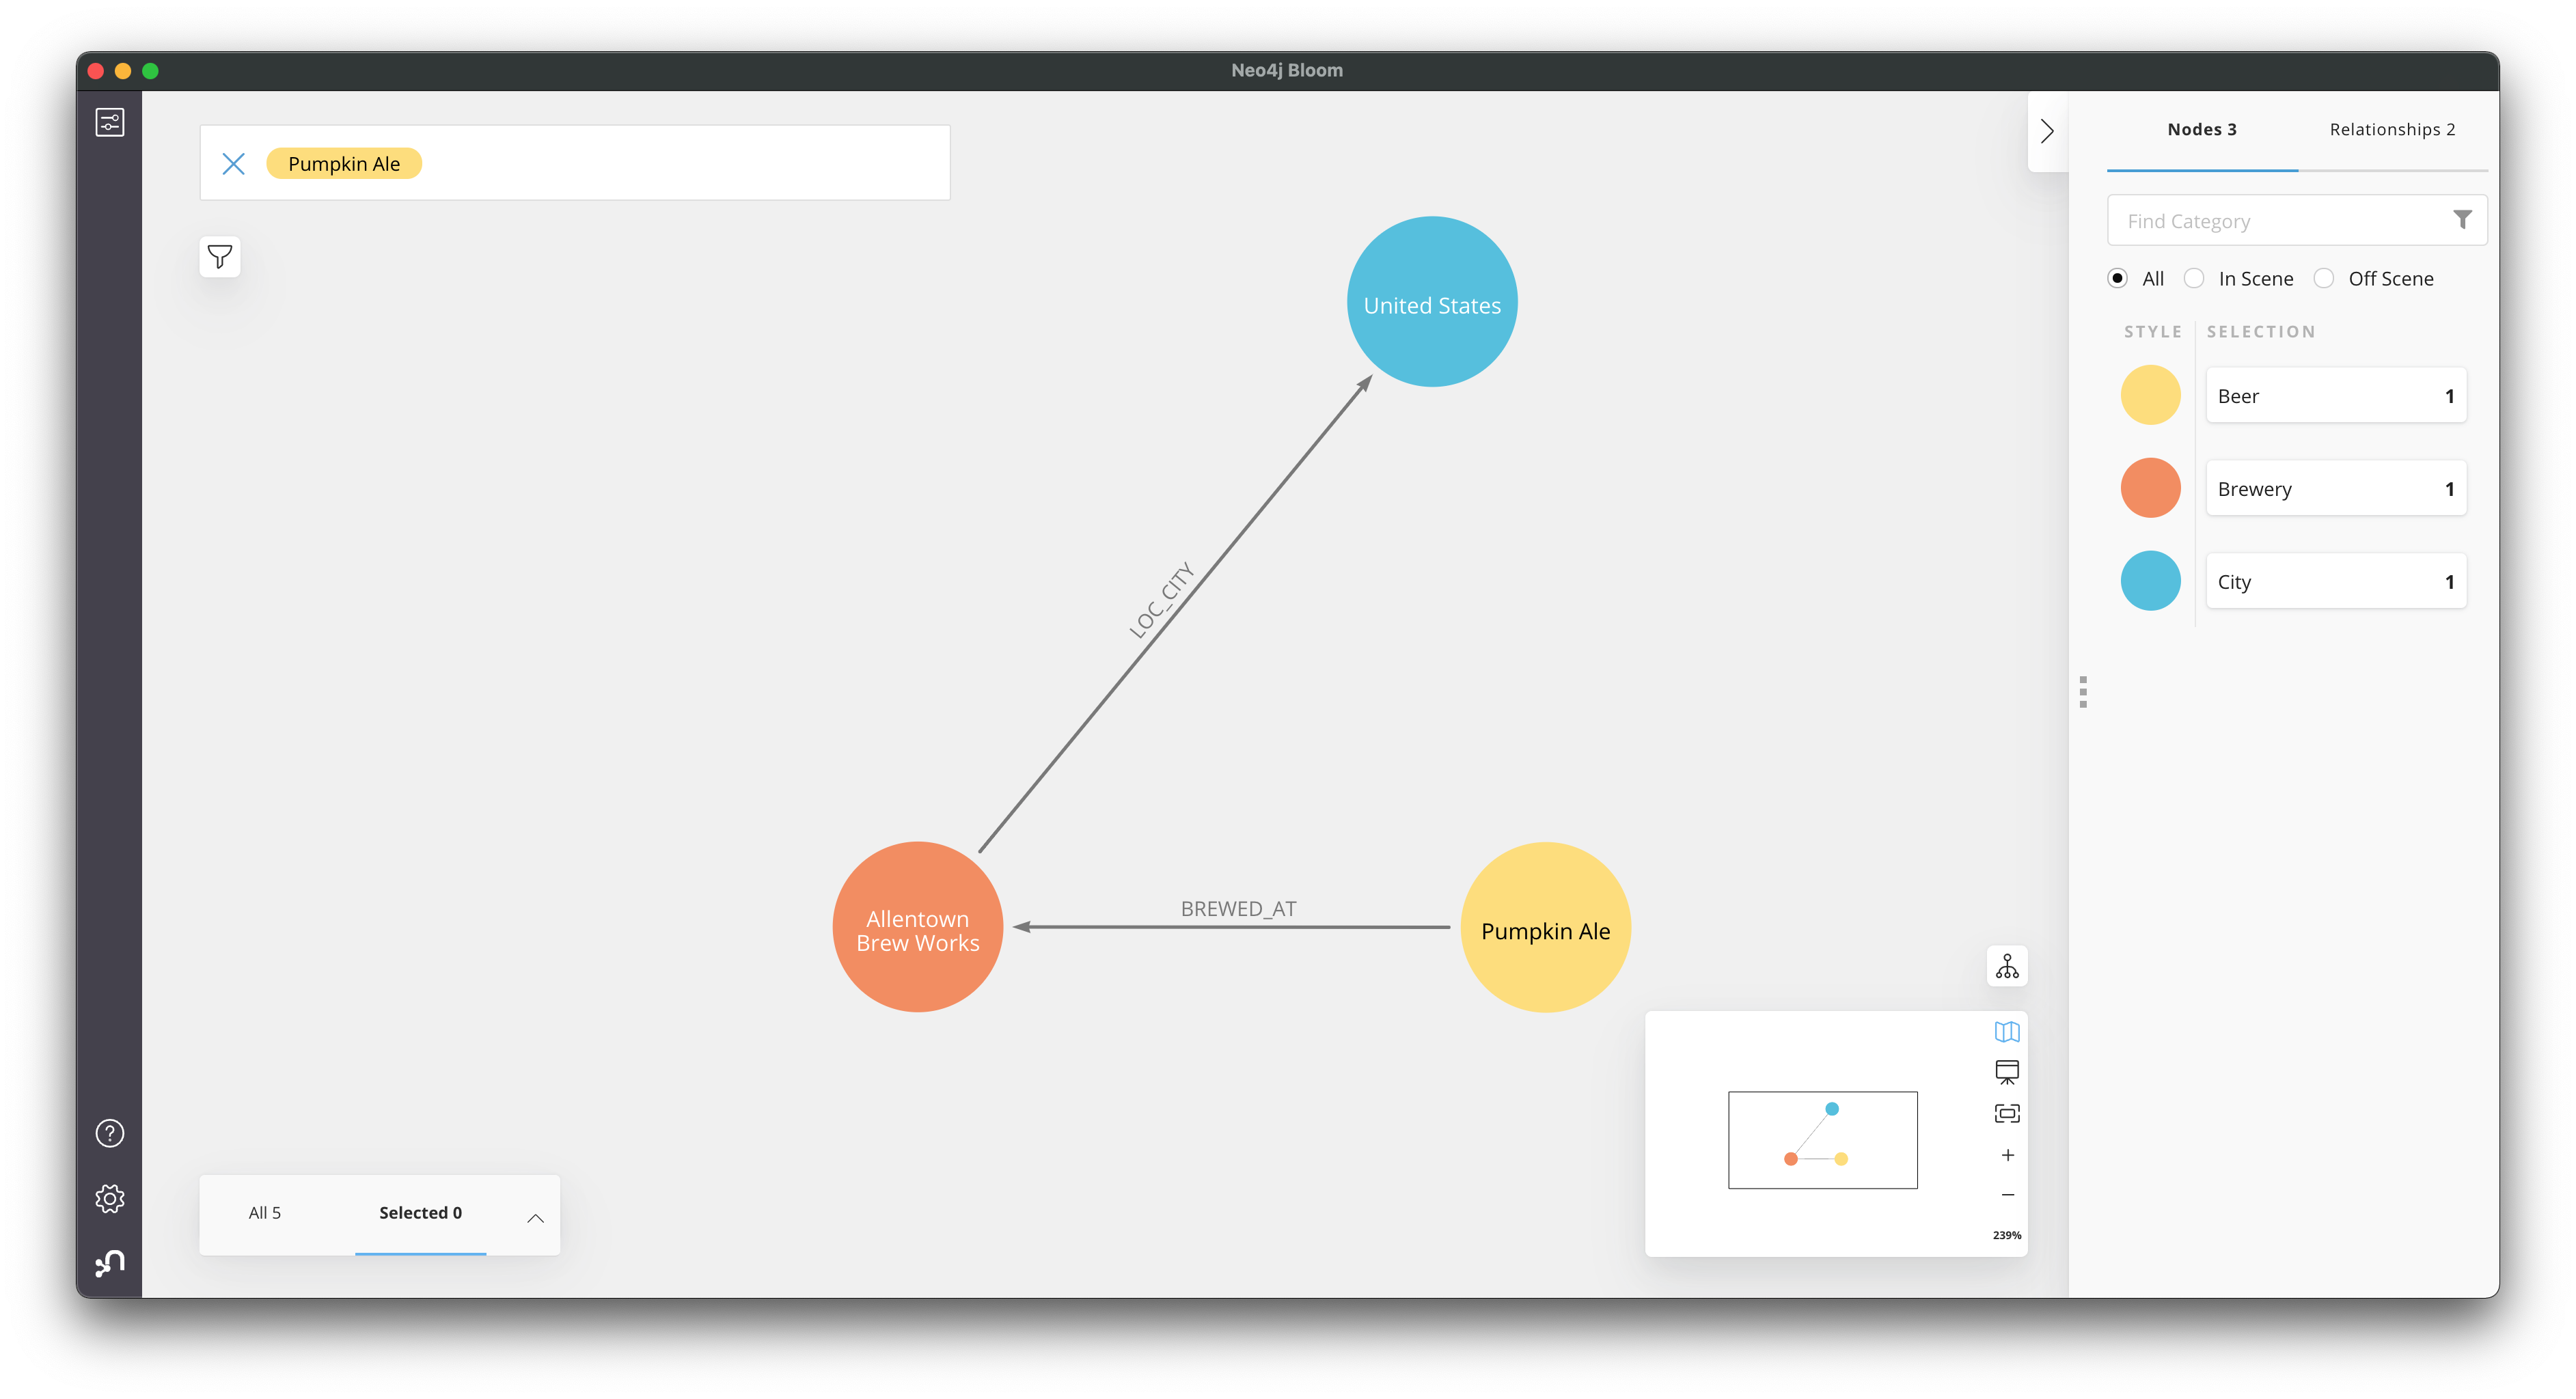 Neo4j Bloom
Pumpkin Ale
United States
LOC_CITY
Allentown
Brew Works
BREWED_AT
Pumpkin Ale
All 5
Selected 0
239%
Nodes 3
Relationships 2
Find Category
All
In Scene
Off Scene
STYLE
SELECTION
Beer 1
Brewery 1
City 1